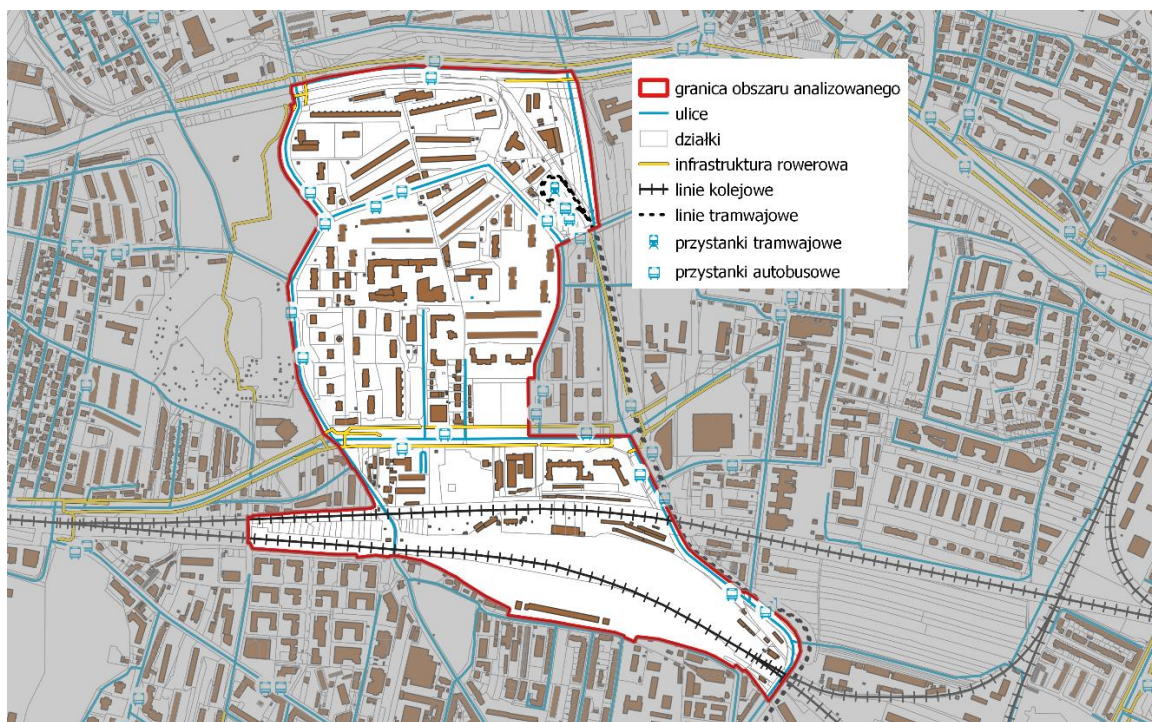 granica obszaru analizowanego
ulice
działki
infrastruktura rowerowa
linie kolejowe
linie tramwajowe
przystanki tramwajowe
przystanki autobusowe